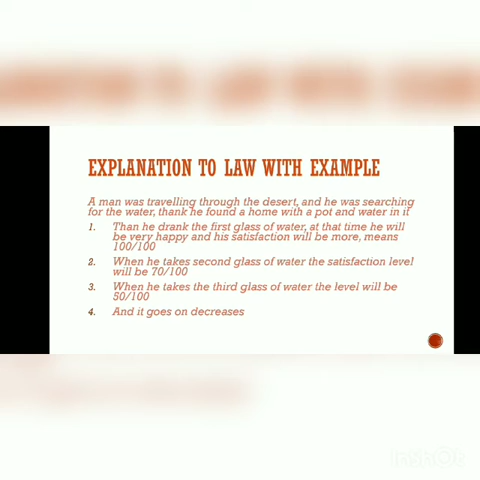 EXPLANATION TO LAW WITH EXAMPLE
A man was travelling through the desert, and he was searching
for the water, thank he found a home with a pot and water in it
1. Than he drank the first glass of water, at that time he will
be very happy and his satisfaction will be more, means
100/100
2. When he takes second glass of water the satisfaction level
will be 70/100
3. When he takes the third glass of water the level will be
50/100
4. And it goes on decreases